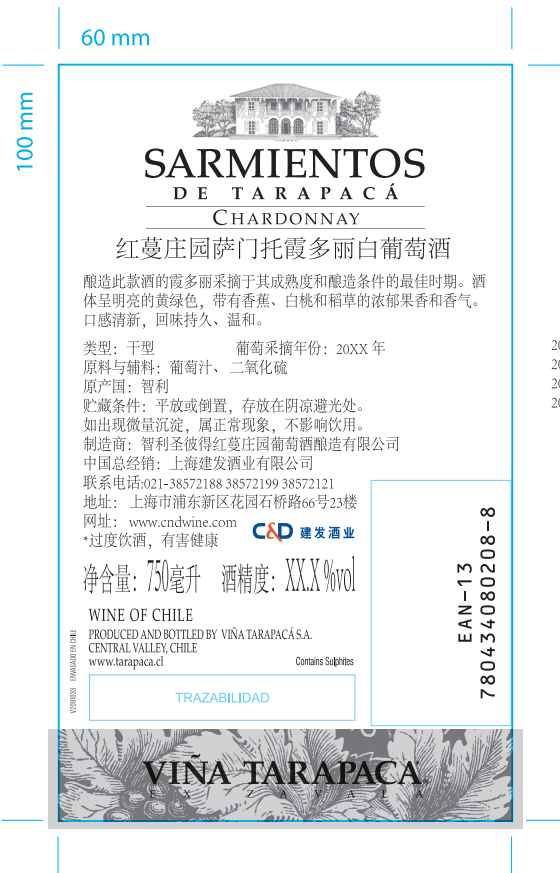 60 mm
100 mm
SARMIENTOS
DE TARAPACÁ
CHARDONNAY
红蔓庄园萨门托霞多丽白葡萄酒
酿造此款酒的霞多丽采摘于其成熟度和酿造条件的最佳时期。酒
体呈明亮的黄绿色，带有香蕉、白桃和稻草的浓郁果香和香气。
口感清新，回味持久、温和。
类型：干型 葡萄采摘年份：20XX 年
原料与辅料：葡萄汁、二氧化硫
原产国：智利
贮藏条件：平放或倒置，存放在阴凉避光处。
如出现微量沉淀，属正常现象，不影响饮用。
制造商：智利圣彼得红蔓庄园葡萄酒酿造有限公司
中国总经销：上海建发酒业有限公司
联系电话:021-38572188 38572199 38572121
地址： 上海市浦东新区花园石桥路66号23楼
网址： www.cndwine.com
C&D 建发酒业
*过度饮酒，有害健康
净含量：750毫升 酒精度：XX.X %vol
WINE OF CHILE
PRODUCED AND BOTTLED BY VIÑA TARAPACÁ S.A.
CENTRAL VALLEY, CHILE
www.tarapaca.cl Contains Sulphites
V2091033 ENVASADO EN CHILE
TRAZABILIDAD
EAN-13
7804340802088-8
VIÑA TARAPACA
EX ZAVALA
20
20
20
20